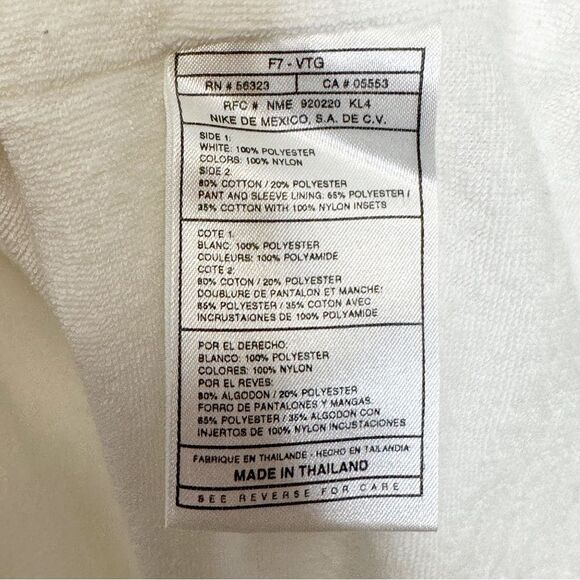 F7 - VTG
RN # 56323 CA # 05553
RFC # NME 920220 KL4
NIKE DE MEXICO, S.A. DE C.V.
SIDE 1:
WHITE: 100% POLYESTER
COLORS: 100% NYLON
SIDE 2:
80% COTTON / 20% POLYESTER
PANT AND SLEEVE LINING: 65% POLYESTER /
35% COTTON WITH 100% NYLON INSETS
COTE 1:
BLANC: 100% POLYESTER
COULEURS: 100% POLYAMIDE
COTE 2:
80% COTON / 20% POLYESTER
DOUBLURE DE PANTALON ET MANCHE:
65% POLYESTER / 35% COTON AVEC
INCRUSTAIONS DE 100% POLYAMIDE
POR EL DERECHO:
BLANCO: 100% POLYESTER
COLORES: 100% NYLON
POR EL REVES:
80% ALGODON / 20% POLYESTER
FORRO DE PANTALONES Y MANGAS:
65% POLYESTER / 35% ALGODON CON
INJERTOS DE 100% NYLON INCUSTACIONES
FABRIQUE EN THAILANDE - HECHO EN TAILANDIA
MADE IN THAILAND
SEE REVERSE FOR CARE